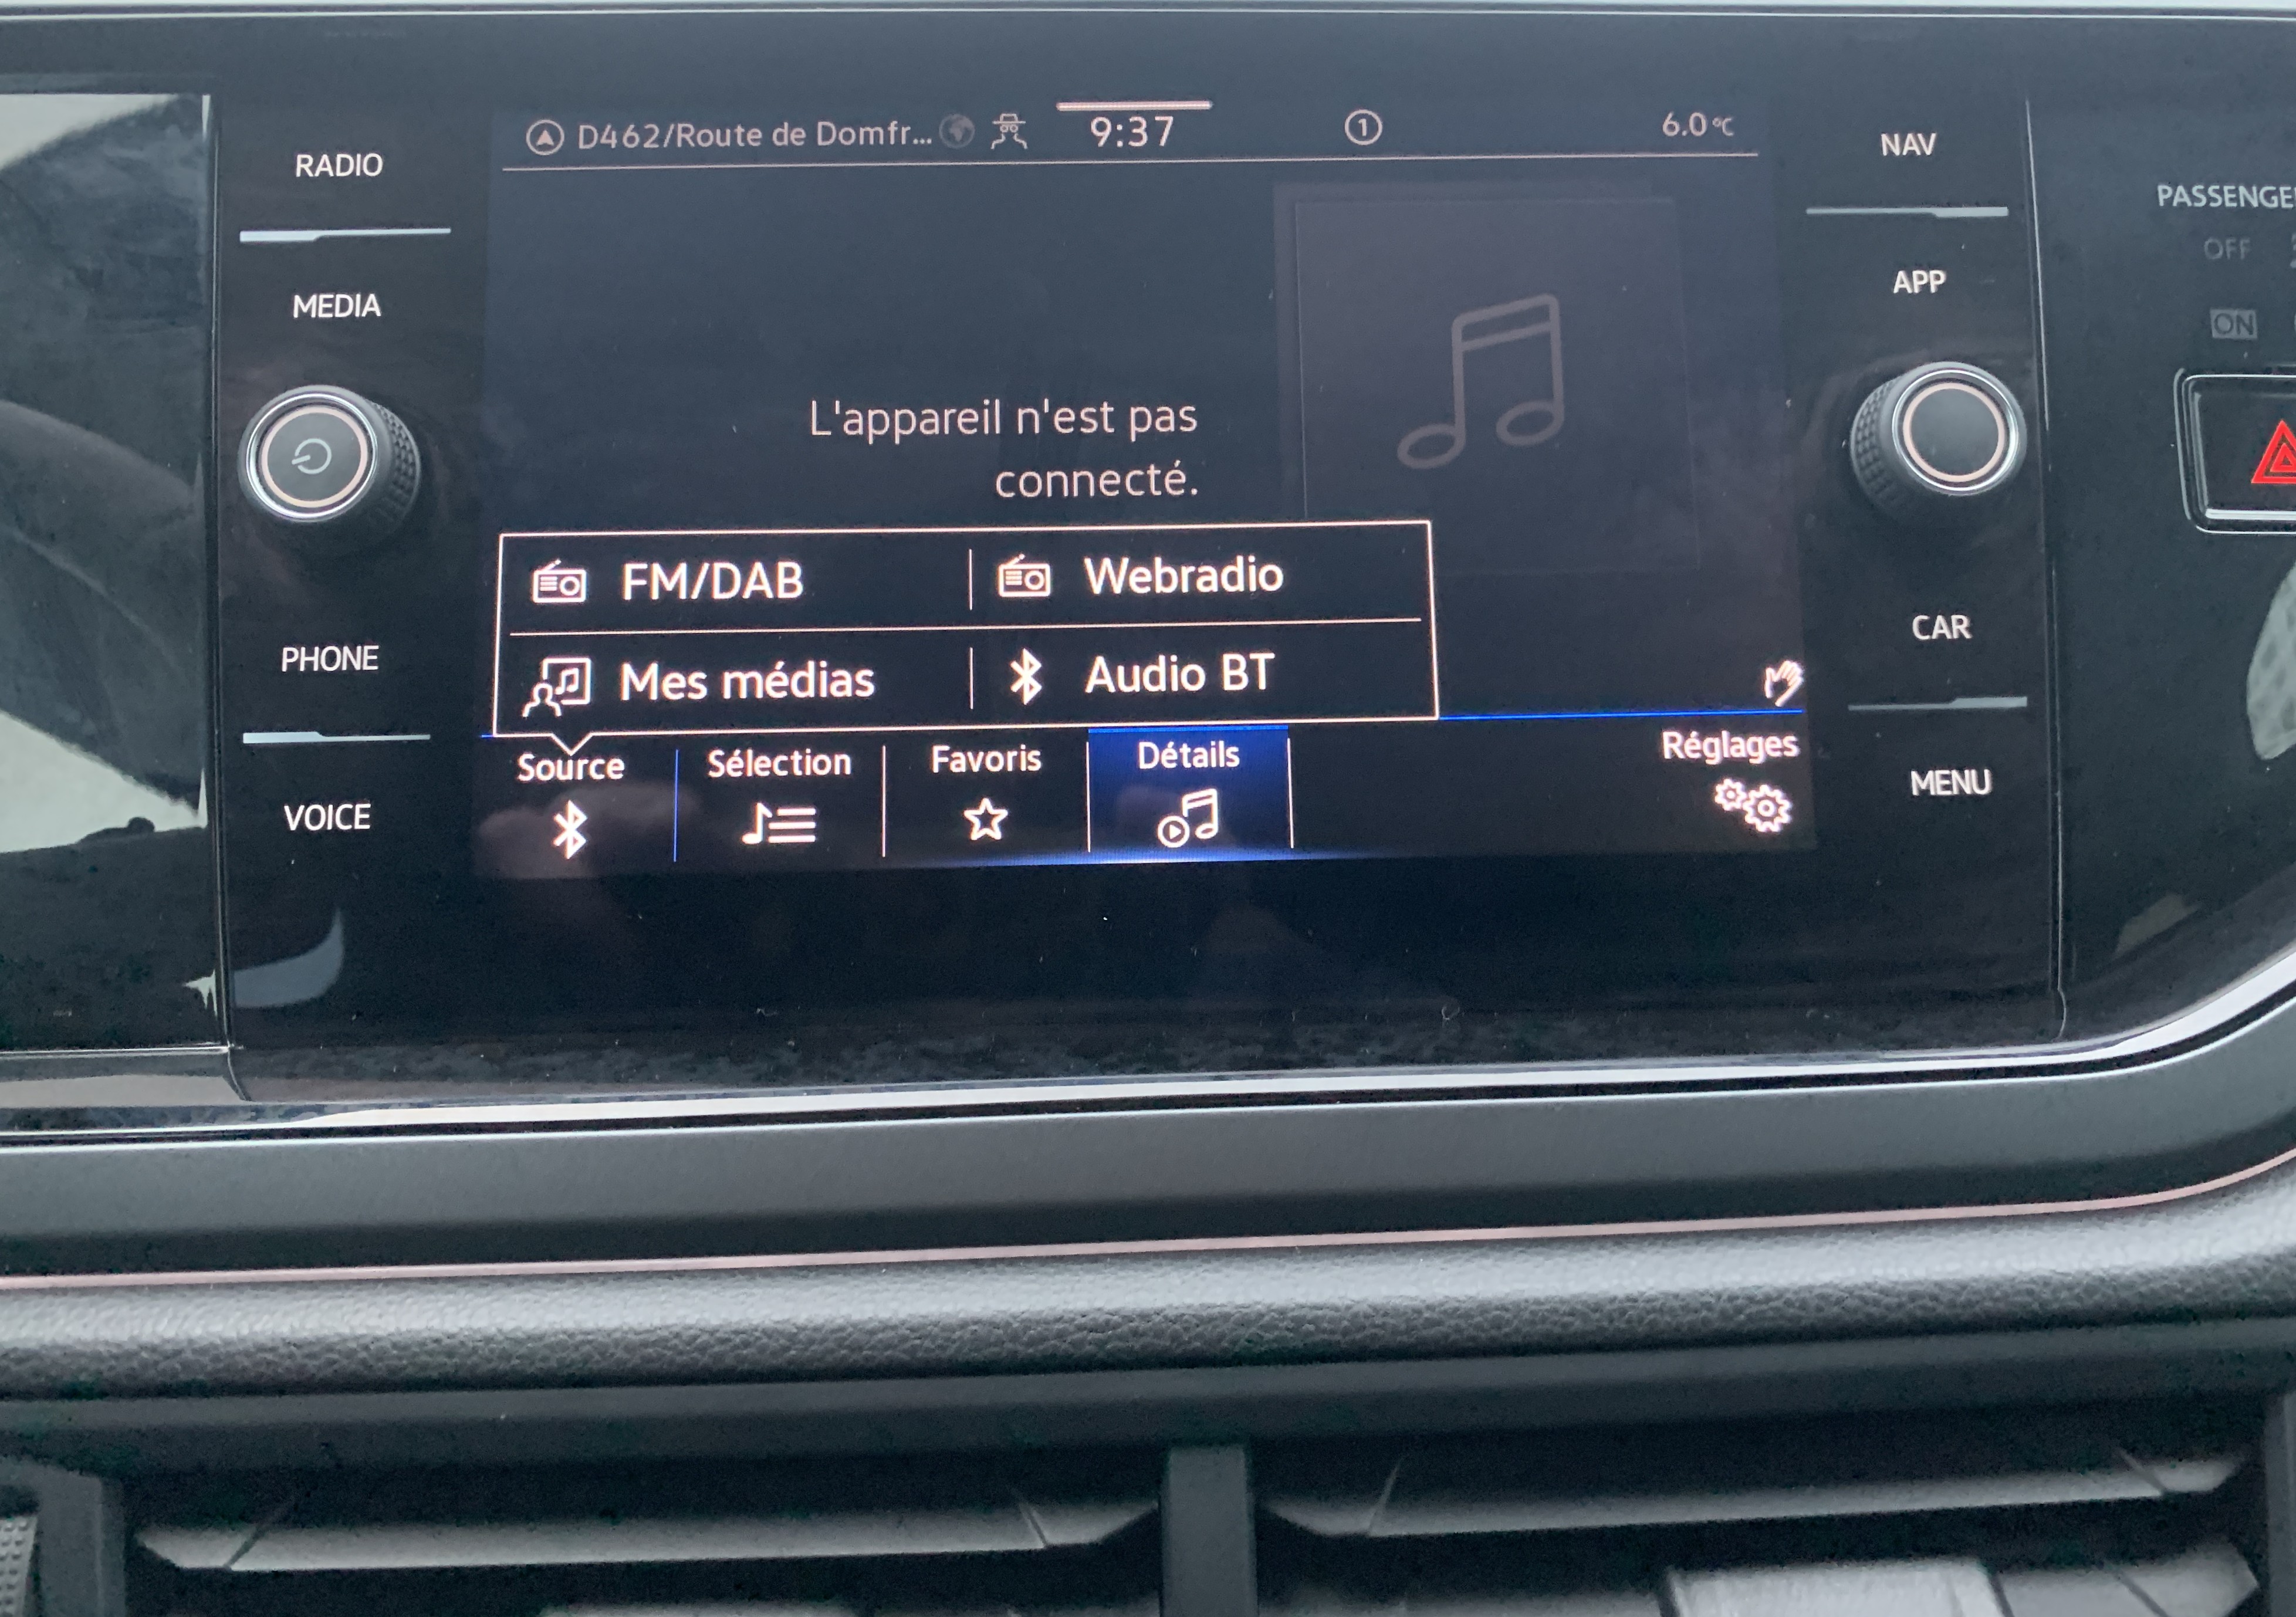 D462/Route de Domfr... 9:37 1 6.0°C
RADIO
MEDIA
PHONE
VOICE
L'appareil n'est pas
connecté.
FM/DAB Webradio
Mes médias Audio BT
Source Sélection Favoris Détails Réglages
NAV
APP
CAR
MENU
PASSENGE
OFF
ON